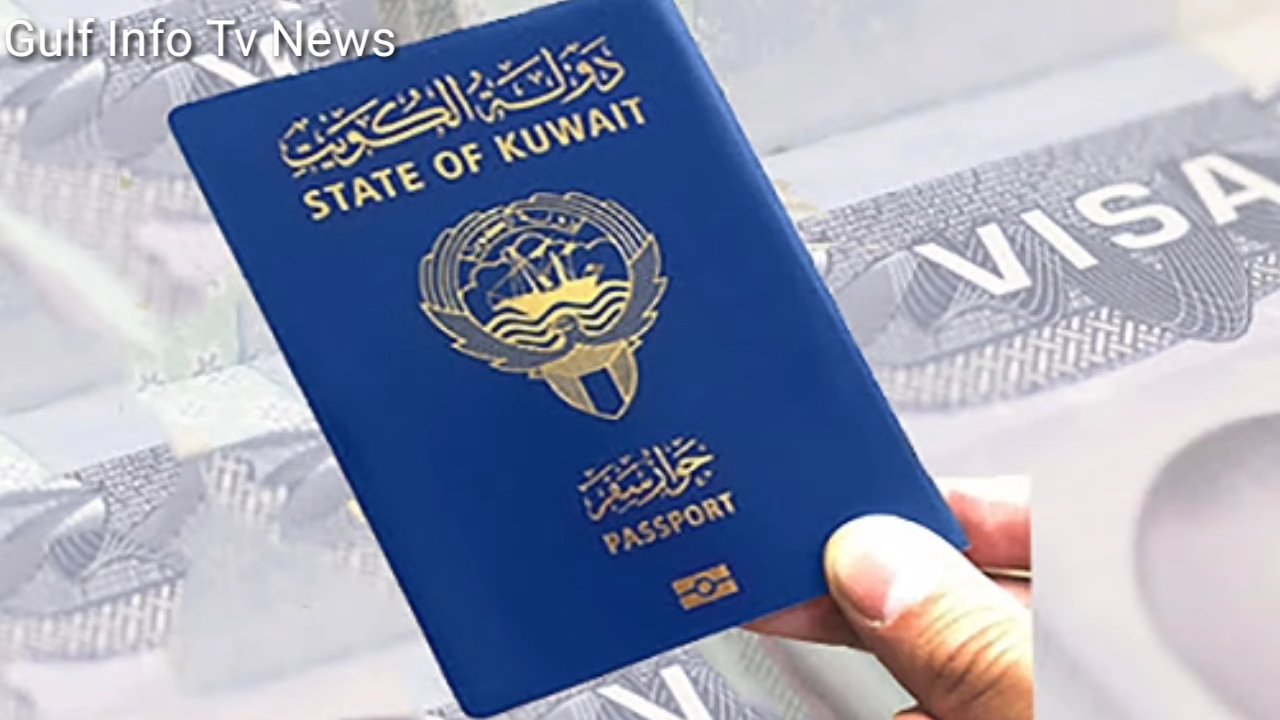 Gulf Info Tv News
دولة الكويت
STATE OF KUWAIT
VISA
جواز سفر
PASSPORT
V